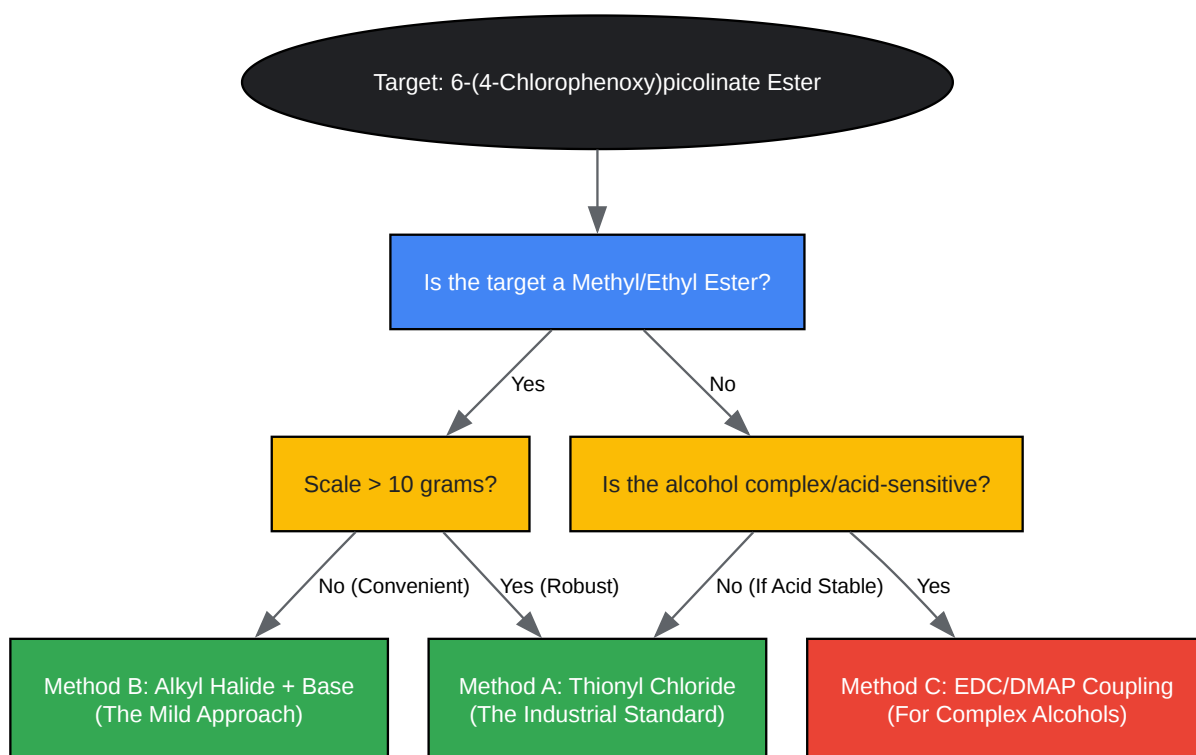 Target: 6-(4-Chlorophenoxy)picolinate Ester
Is the target a Methyl/Ethyl Ester?
Yes
No
Scale > 10 grams?
Is the alcohol complex/acid-sensitive?
No (Convenient)
Yes (Robust)
No (If Acid Stable)
Yes
Method B: Alkyl Halide + Base
(The Mild Approach)
Method A: Thionyl Chloride
(The Industrial Standard)
Method C: EDC/DMAP Coupling
(For Complex Alcohols)